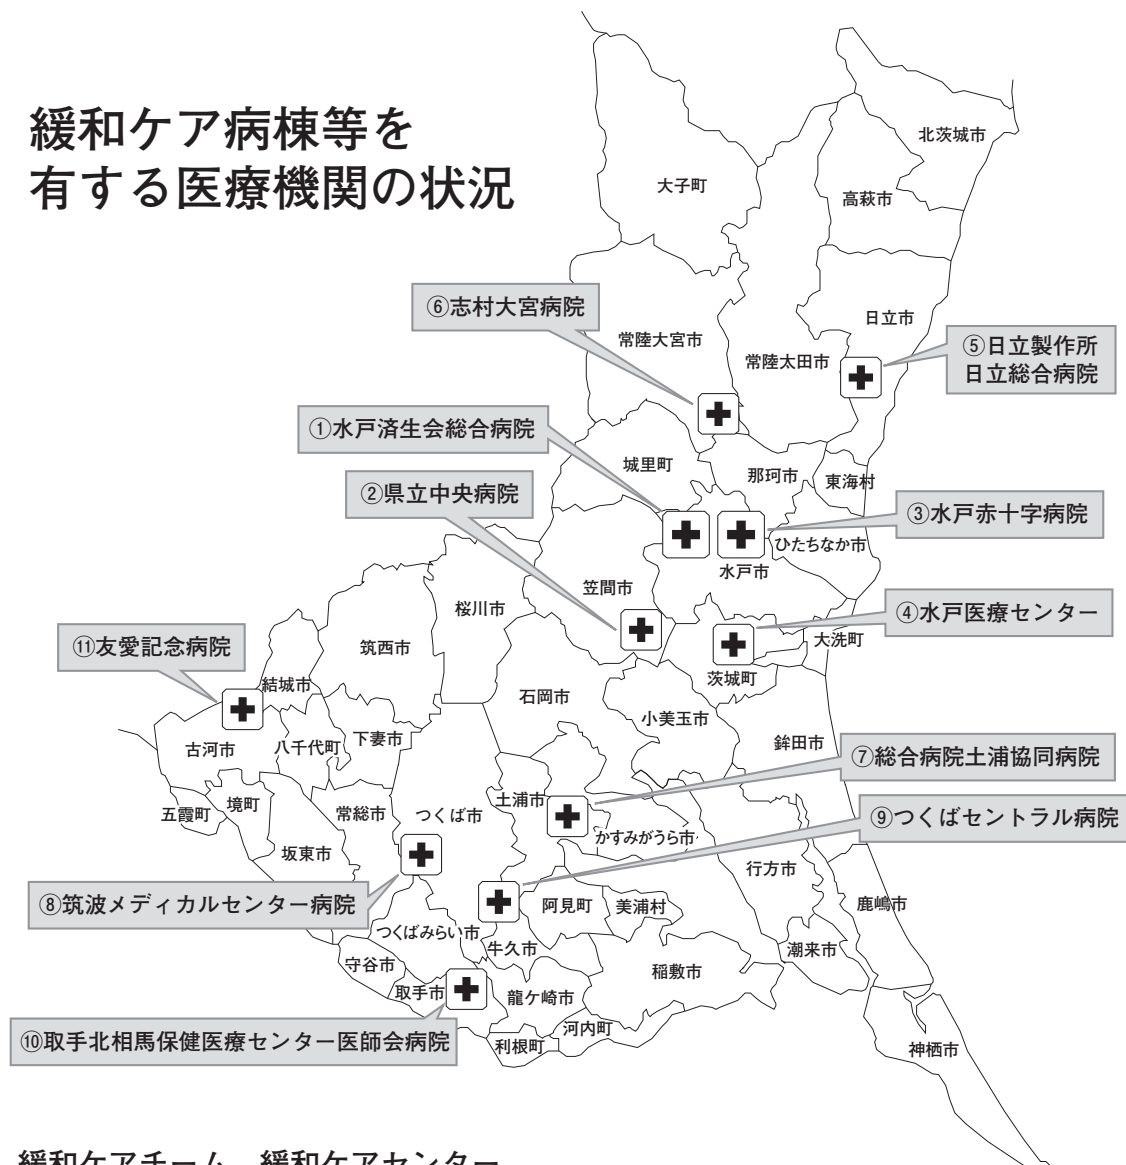 緩和ケア病棟等を
有する医療機関の状況
北茨城市
大子町
高萩市
⑥志村大宮病院
日立市
常陸大宮市
常陸太田市
⑤日立製作所
日立総合病院
①水戸済生会総合病院
城里町
那珂市
東海村
②県立中央病院
③水戸赤十字病院
ひたちなか市
水戸市
笠間市
桜川市
④水戸医療センター
大洗町
⑪友愛記念病院
筑西市
茨城町
結城市
石岡市
小美玉市
鉾田市
古河市
八千代町
下妻市
⑦総合病院土浦協同病院
五霞町
境町
常総市
つくば市
土浦市
⑨つくばセントラル病院
かすみがうら市
坂東市
行方市
⑧筑波メディカルセンター病院
阿見町
美浦村
鹿嶋市
つくばみらい市
牛久市
潮来市
守谷市
稲敷市
取手市
龍ケ崎市
⑩取手北相馬保健医療センター医師会病院
河内町
利根町
神栖市
緩和ケアチーム、緩和ケアセンター